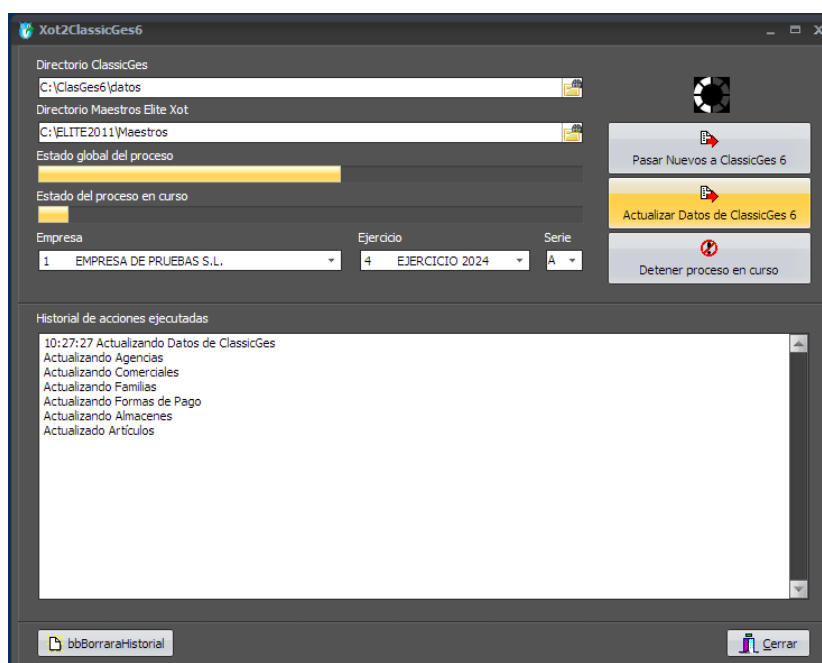 Xot2ClassicGes6
Directorio ClassicGes
C:\ClasGes6\datos
Directorio Maestros Elite Xot
C:\ELITE2011\Maestros
Estado global del proceso
Estado del proceso en curso
Pasar Nuevos a ClassicGes 6
Actualizar Datos de ClassicGes 6
Detener proceso en curso
Empresa Ejercicio Serie
1 EMPRESA DE PRUEBAS S.L. 4 EJERCICIO 2024 A
Historial de acciones ejecutadas
10:27:27 Actualizando Datos de ClassicGes
Actualizando Agencias
Actualizando Comerciales
Actualizando Familias
Actualizando Formas de Pago
Actualizando Almacenes
Actualizado Artículos
bbBorraraHistorial
Cerrar